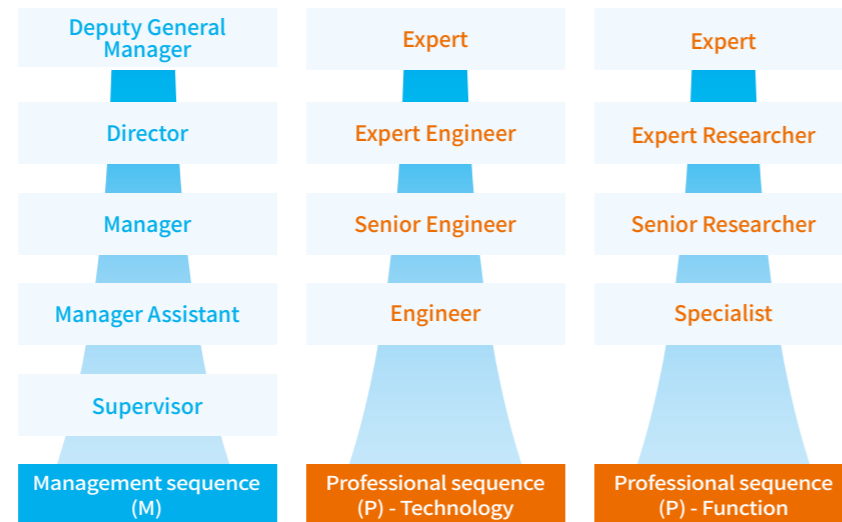 Deputy General
Manager
Expert
Expert
Director
Expert Engineer
Expert Researcher
Manager
Senior Engineer
Senior Researcher
Manager Assistant
Engineer
Specialist
Supervisor
Management sequence
(M)
Professional sequence
(P) - Technology
Professional sequence
(P) - Function